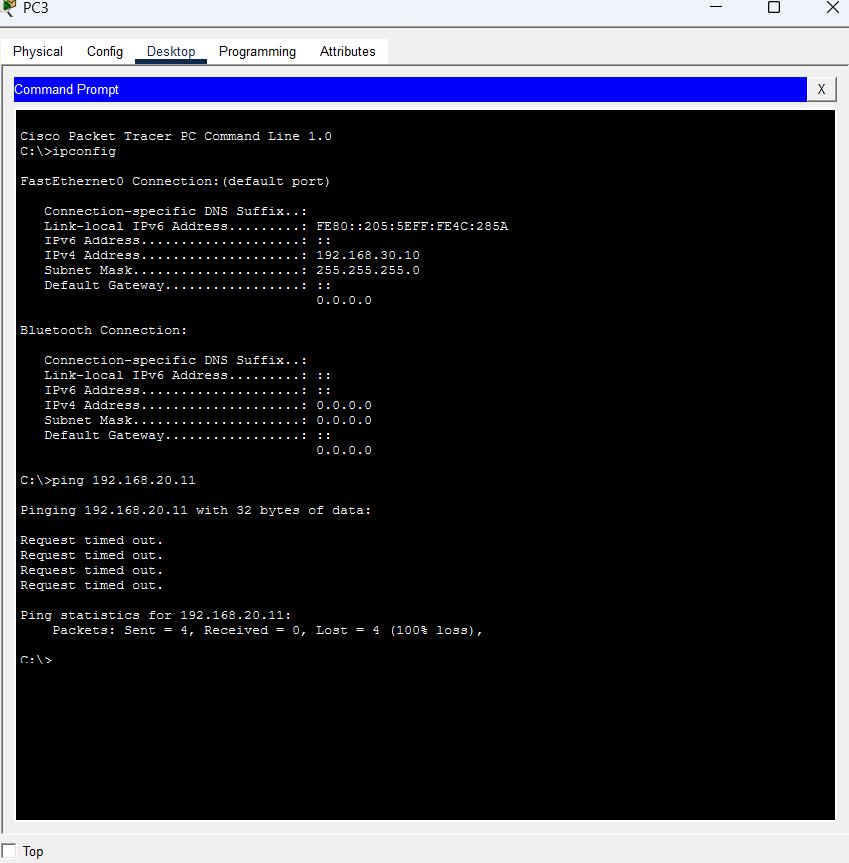 PC3
Physical Config Desktop Programming Attributes
Command Prompt X
Cisco Packet Tracer PC Command Line 1.0
C:\>ipconfig
FastEthernet0 Connection:(default port)
Connection-specific DNS Suffix..:
Link-local IPv6 Address.........: FE80::205:5EFF:FE4C:285A
IPv6 Address....................: ::
IPv4 Address....................: 192.168.30.10
Subnet Mask.....................: 255.255.255.0
Default Gateway.................: ::
0.0.0.0
Bluetooth Connection:
Connection-specific DNS Suffix..:
Link-local IPv6 Address.........: ::
IPv6 Address....................: ::
IPv4 Address....................: 0.0.0.0
Subnet Mask.....................: 0.0.0.0
Default Gateway.................: ::
0.0.0.0
C:\>ping 192.168.20.11
Pinging 192.168.20.11 with 32 bytes of data:
Request timed out.
Request timed out.
Request timed out.
Request timed out.
Ping statistics for 192.168.20.11:
Packets: Sent = 4, Received = 0, Lost = 4 (100% loss),
C:\>
Top